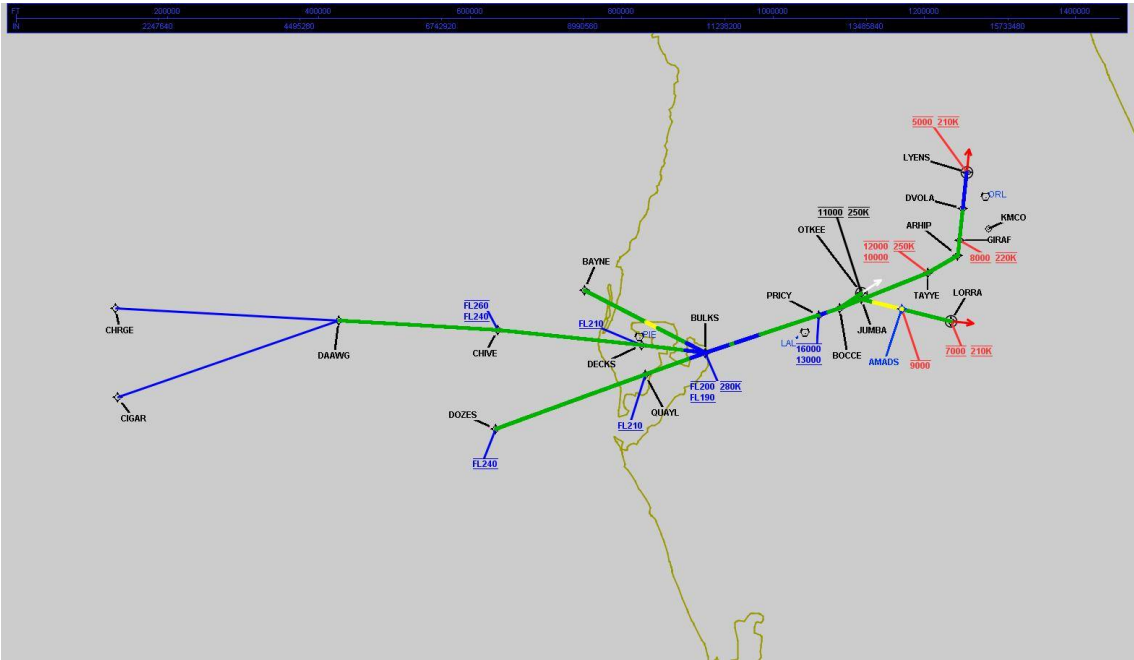 FT 200000 400000 600000 800000 1000000 1200000 1400000
IN 2247640 4495280 6742920 8990560 11238200 13485840 15733480
5000 210K
LYENS
DVOLA
ORL
11000 250K
ARHIP
KMCO
OTKEE
12000 250K
10000
GIRAF
8000 220K
BAYNE
PRICY
TAYYE
LORRA
CHRGE
FL260
FL240
FL210
PIE
BULKS
JUMBA
DAAWG
CHIVE
DECKS
LAL
16000
13000
BOCCE
AMADS
9000
7000 210K
CIGAR
DOZES
QUAYL
FL200 280K
FL190
FL210
FL240